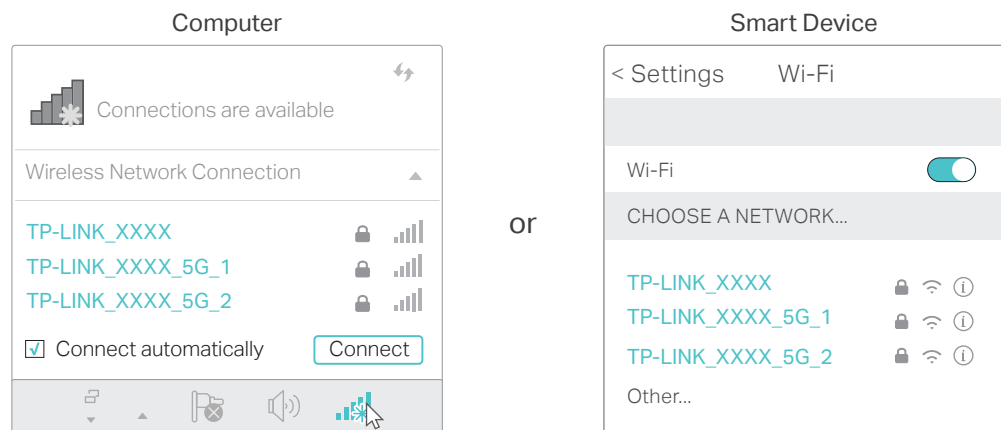 Computer
Connections are available
Wireless Network Connection
TP-LINK_XXXX
TP-LINK_XXXX_5G_1
TP-LINK_XXXX_5G_2
Connect automatically
Connect
or
Smart Device
< Settings Wi-Fi
Wi-Fi
CHOOSE A NETWORK...
TP-LINK_XXXX
TP-LINK_XXXX_5G_1
TP-LINK_XXXX_5G_2
Other...